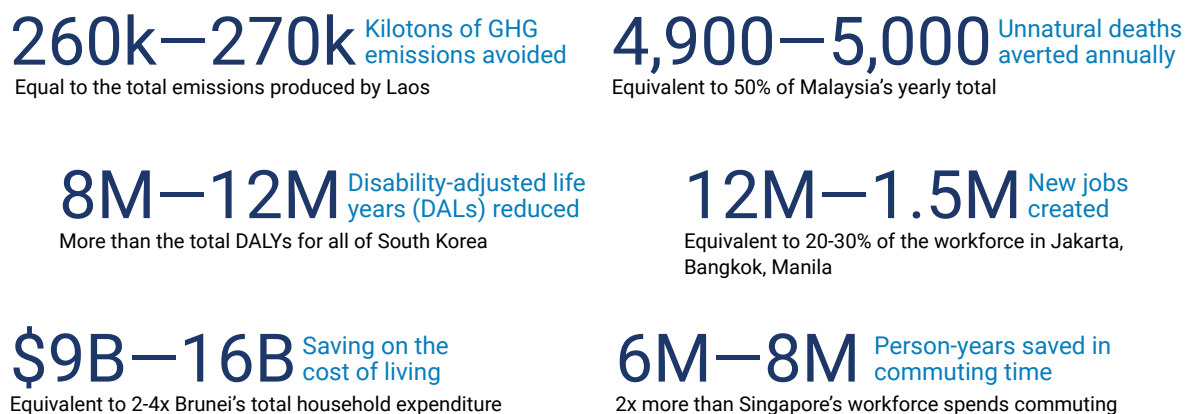 260k—270k Kilotons of GHG
emissions avoided
Equal to the total emissions produced by Laos
4,900—5,000 Unnatural deaths
averted annually
Equivalent to 50% of Malaysia's yearly total
8M—12M Disability-adjusted life
years (DALs) reduced
More than the total DALYs for all of South Korea
12M—1.5M New jobs
created
Equivalent to 20-30% of the workforce in Jakarta,
Bangkok, Manila
$9B—16B Saving on the
cost of living
Equivalent to 2-4x Brunei's total household expenditure
6M—8M Person-years saved in
commuting time
2x more than Singapore's workforce spends commuting